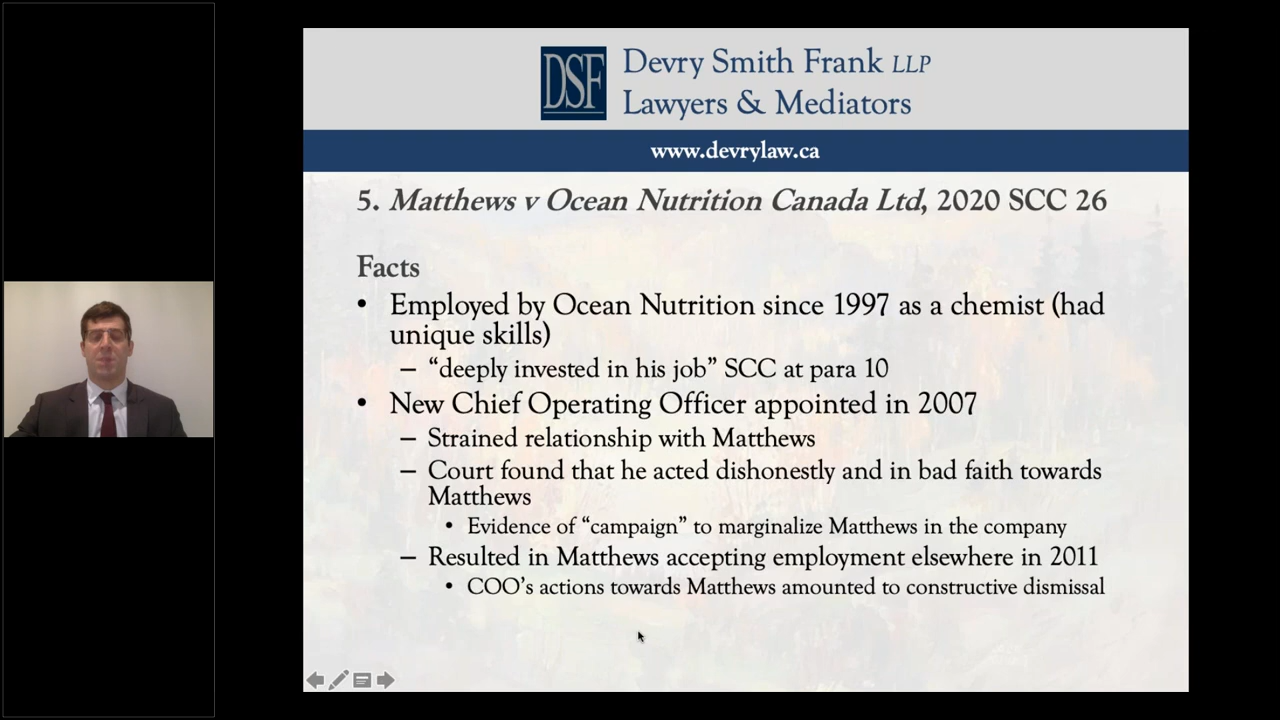 DSF
Devry Smith Frank LLP
Lawyers & Mediators
www.devrylaw.ca
5. Matthews v Ocean Nutrition Canada Ltd, 2020 SCC 26
Facts
• Employed by Ocean Nutrition since 1997 as a chemist (had
unique skills)
– “deeply invested in his job” SCC at para 10
• New Chief Operating Officer appointed in 2007
– Strained relationship with Matthews
– Court found that he acted dishonestly and in bad faith towards
Matthews
• Evidence of “campaign” to marginalize Matthews in the company
– Resulted in Matthews accepting employment elsewhere in 2011
• COO’s actions towards Matthews amounted to constructive dismissal